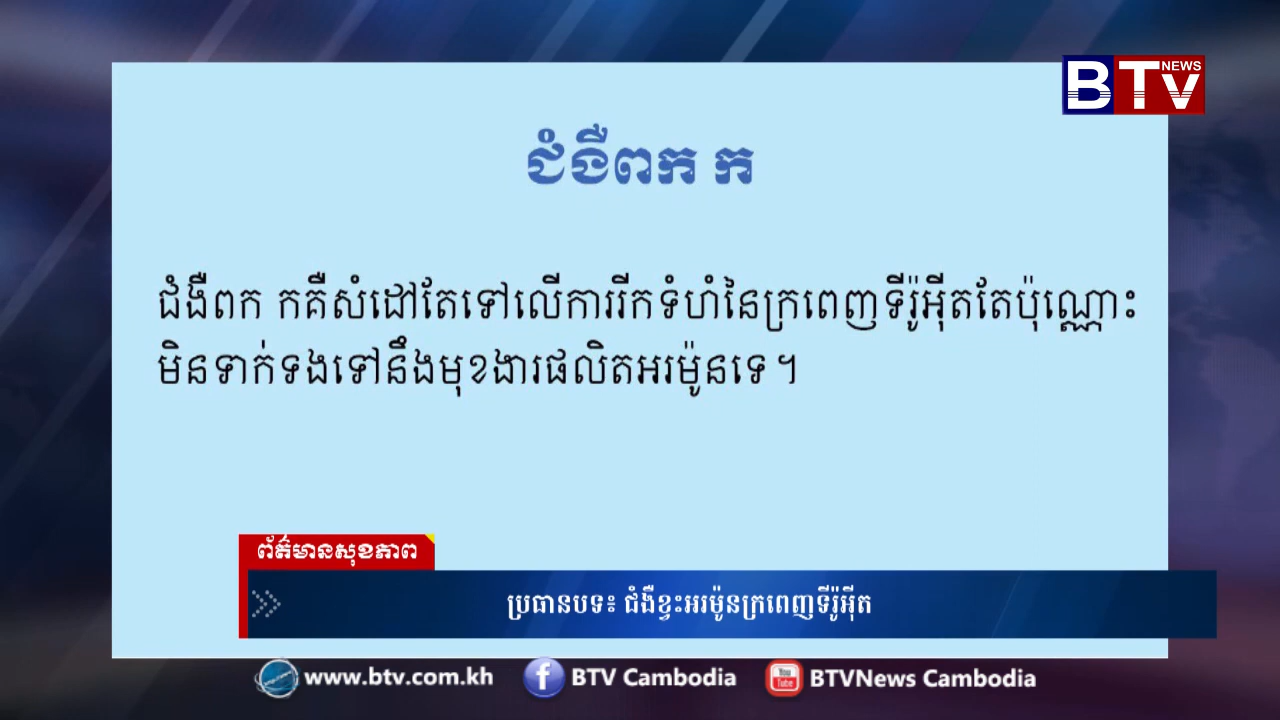 BTV NEWS
ជំងឺពក ក
ជំងឺពក កគឺសំដៅតែទៅលើការរីកទំហំនៃក្រពេញទីរ៉ូអ៊ីតតែប៉ុណ្ណោះ
មិនទាក់ទងទៅនឹងមុខងារផលិតអរម៉ូនទេ។
ព័ត៌មានសុខភាព
ប្រធានបទ៖ ជំងឺខ្វះអរម៉ូនក្រពេញទីរ៉ូអ៊ីត
www.btv.com.kh BTV Cambodia You Tube BTVNews Cambodia